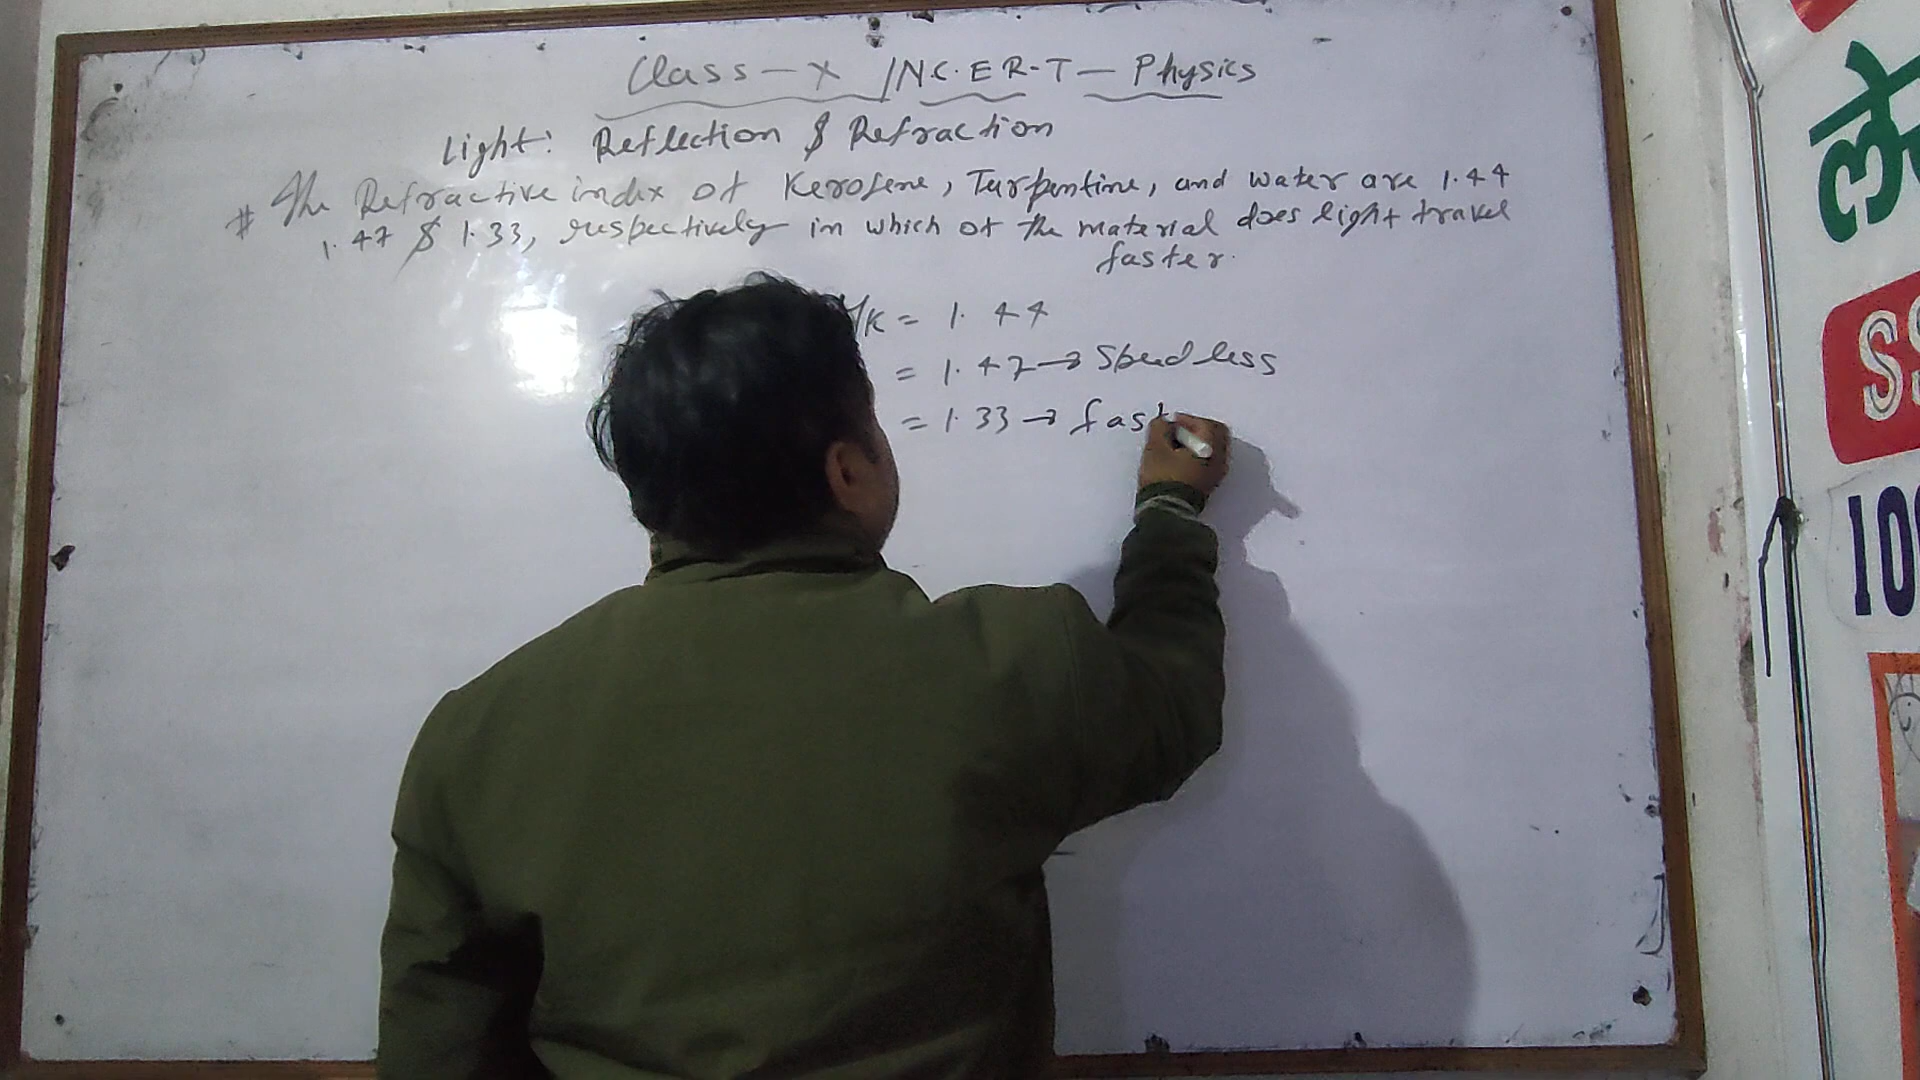 Class - X / N.C.E.R.T - Physics
Light: Reflection & Refraction
# The Refractive index of Kerosene, Turpentine, and water are 1.44
1.47 & 1.33, respectively in which of the material does light travel
faster.
K = 1.44
= 1.47 → Speed less
= 1.33 → fast
SS
10